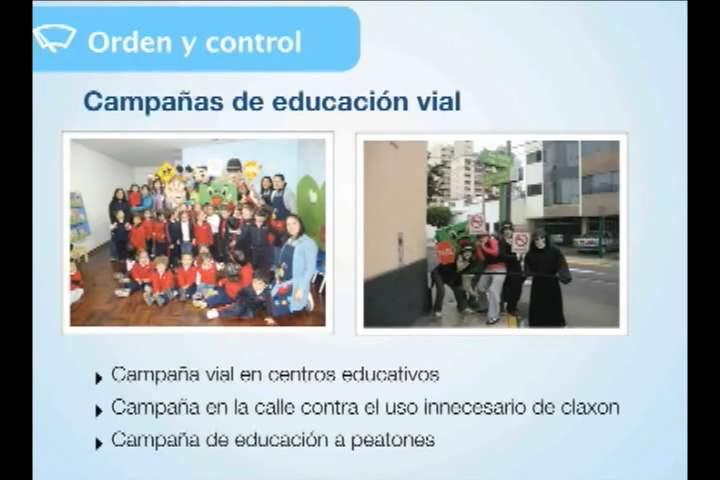 Orden y control
Campañas de educación vial
Campaña vial en centros educativos
Campaña en la calle contra el uso innecesario de claxon
Campaña de educación a peatones